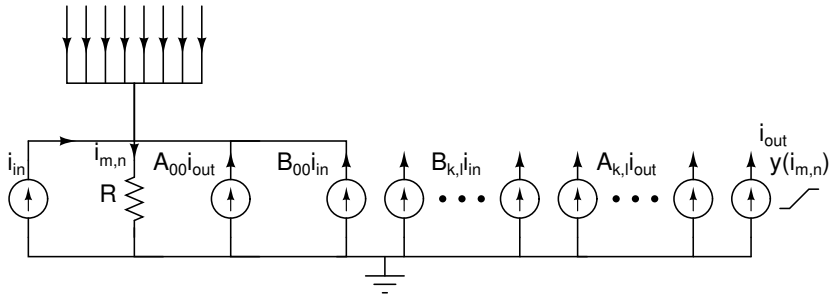 i_in
i_m,n
R
A_00 i_out
B_00 i_in
B_k,l i_in
A_k,l i_out
i_out
y(i_m,n)